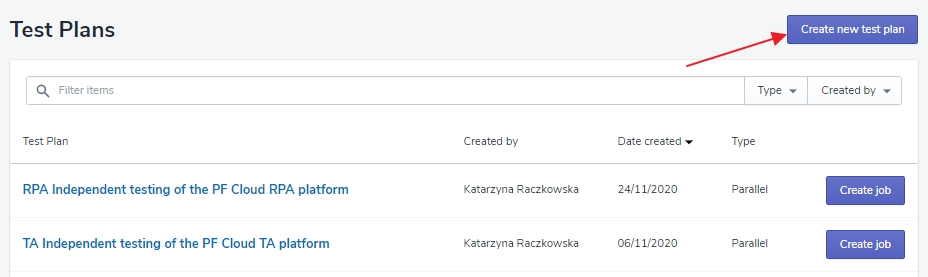 Test Plans
Create new test plan
Filter items
Type
Created by
Test Plan
Created by
Date created
Type
RPA Independent testing of the PF Cloud RPA platform
Katarzyna Raczkowska
24/11/2020
Parallel
Create job
TA Independent testing of the PF Cloud TA platform
Katarzyna Raczkowska
06/11/2020
Parallel
Create job